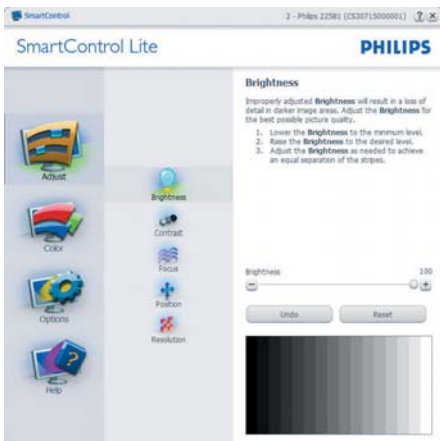 SmartControl
2 - Philips 225B1 (CS30715000001)
SmartControl Lite
PHILIPS
Adjust
Color
Options
Help
Brightness
Contrast
Focus
Position
Resolution
Brightness
Improperly adjusted Brightness will result in a loss of
detail in darker image areas. Adjust the Brightness for
the best possible picture quality.
1. Lower the Brightness to the minimum level.
2. Raise the Brightness to the desired level.
3. Adjust the Brightness as needed to achieve
an equal separation of the stripes.
Brightness 100
Undo Reset